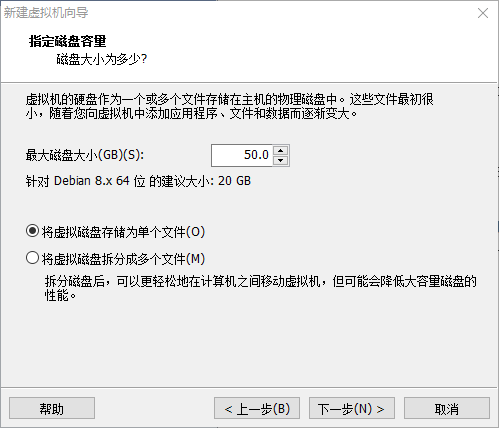 新建虚拟机向导
指定磁盘容量
磁盘大小为多少?
虚拟机的硬盘作为一个或多个文件存储在主机的物理磁盘中。这些文件最初很
小，随着您向虚拟机中添加应用程序、文件和数据而逐渐变大。
最大磁盘大小(GB)(S): 50.0
针对 Debian 8.x 64 位 的建议大小: 20 GB
将虚拟磁盘存储为单个文件(O)
将虚拟磁盘拆分成多个文件(M)
拆分磁盘后，可以更轻松地在计算机之间移动虚拟机，但可能会降低大容量磁盘的
性能。
帮助 < 上一步(B) 下一步(N) > 取消